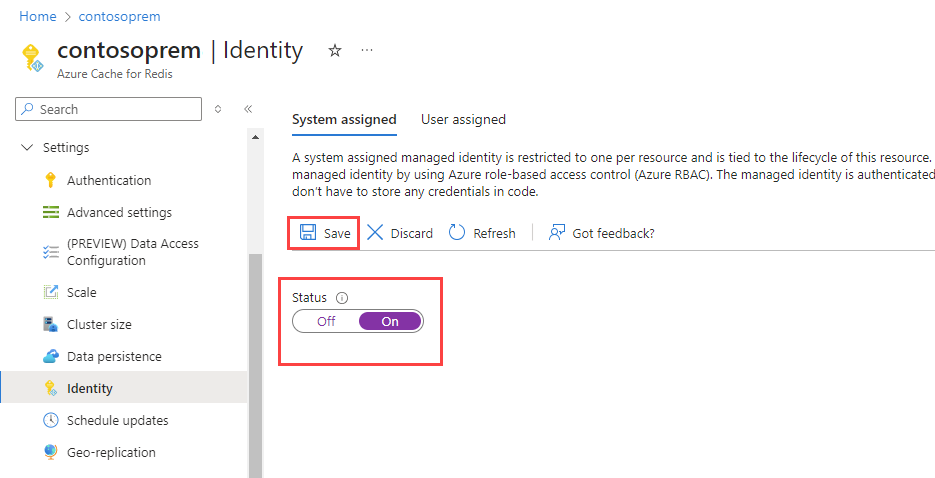 Home > contosoprem
contosoprem | Identity
Azure Cache for Redis
Search
Settings
Authentication
Advanced settings
(PREVIEW) Data Access
Configuration
Scale
Cluster size
Data persistence
Identity
Schedule updates
Geo-replication
System assigned User assigned
A system assigned managed identity is restricted to one per resource and is tied to the lifecycle of this resource.
managed identity by using Azure role-based access control (Azure RBAC). The managed identity is authenticated
don't have to store any credentials in code.
Save Discard Refresh Got feedback?
Status
Off On